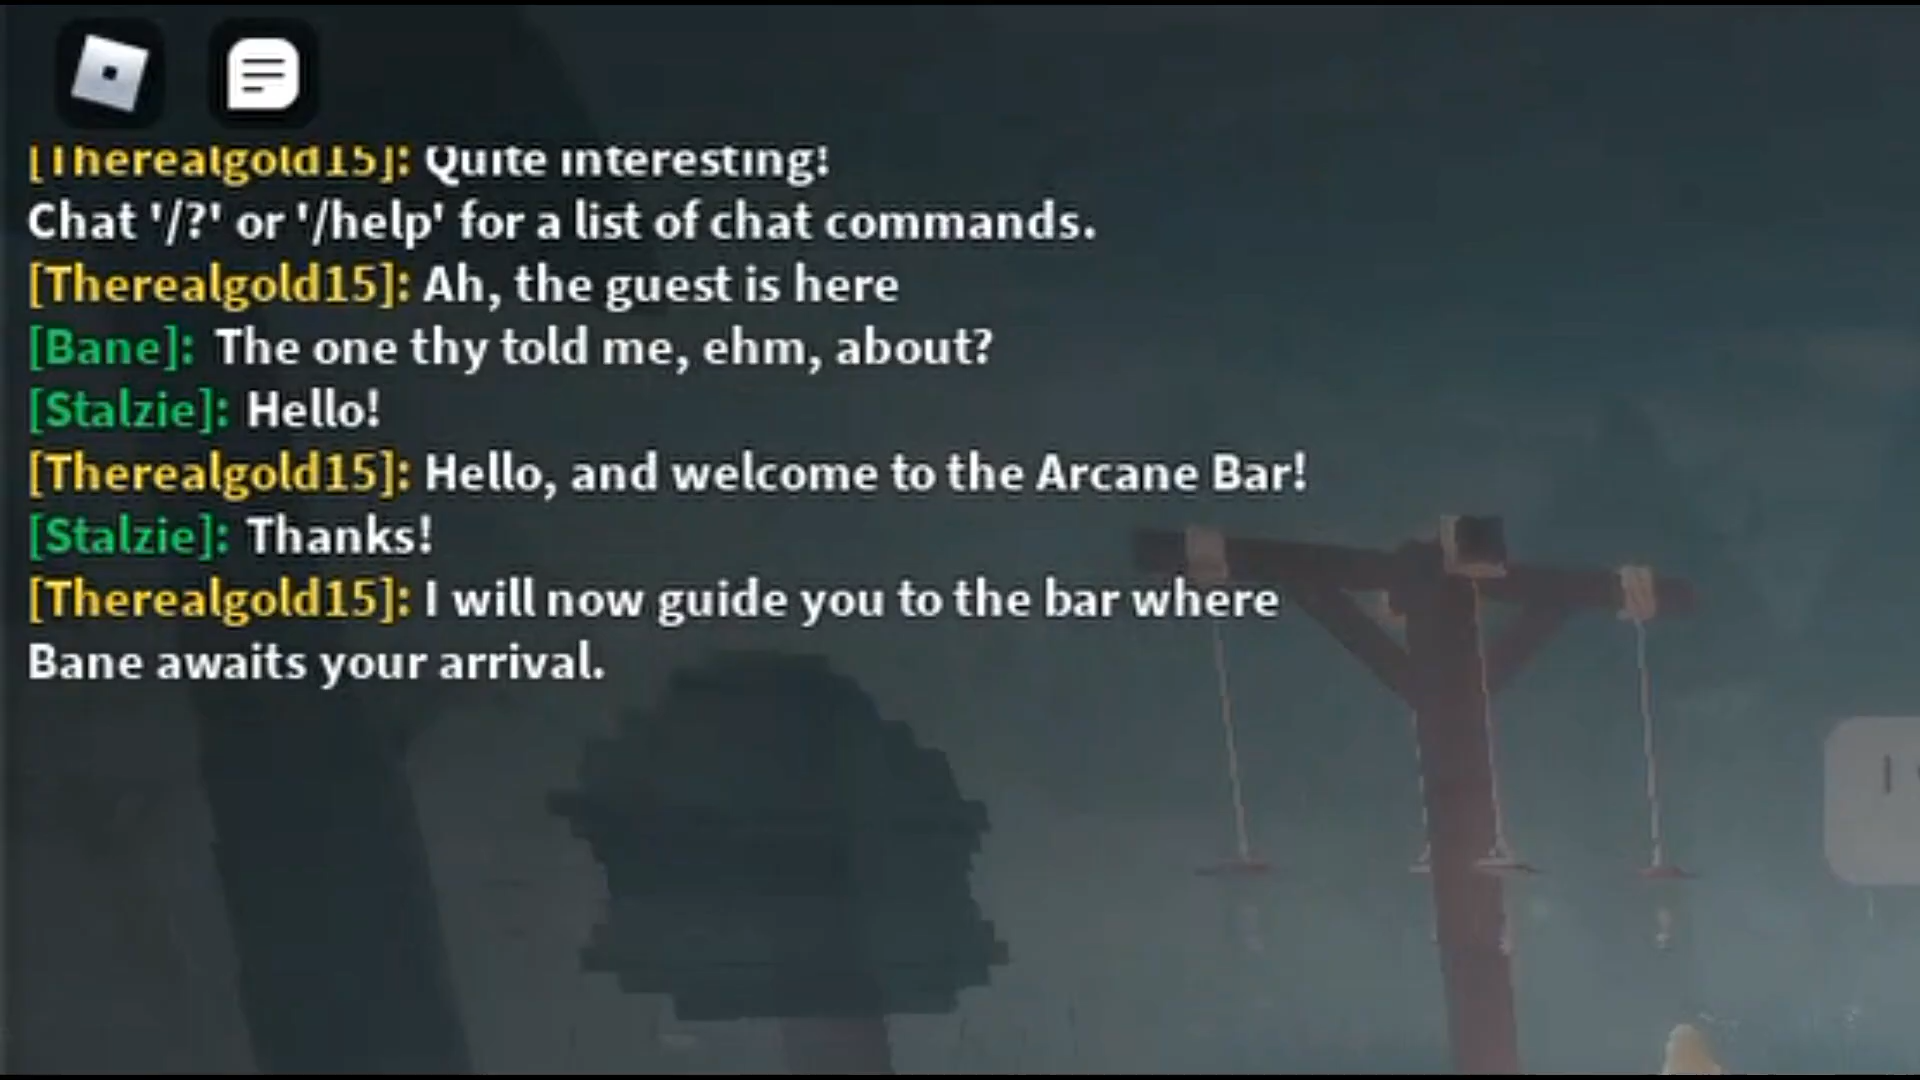 [Therealgold15]: Quite interesting!
Chat '/?' or '/help' for a list of chat commands.
[Therealgold15]: Ah, the guest is here
[Bane]: The one thy told me, ehm, about?
[Stalzie]: Hello!
[Therealgold15]: Hello, and welcome to the Arcane Bar!
[Stalzie]: Thanks!
[Therealgold15]: I will now guide you to the bar where
Bane awaits your arrival.
I